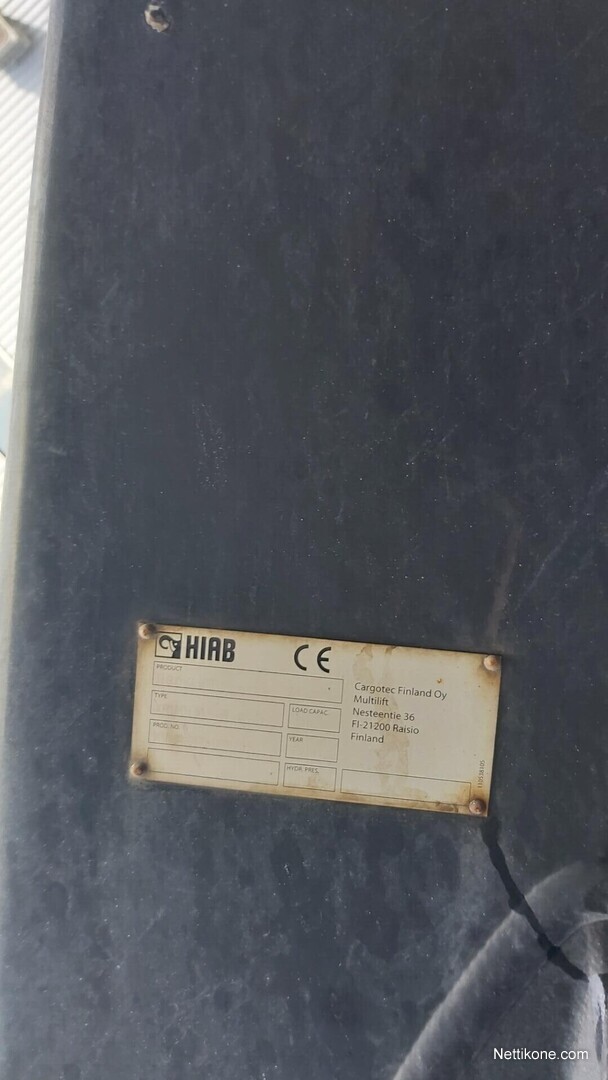 HIAB
CE
PRODUCT
TYPE
LOAD CAPAC.
PROD. NO.
YEAR
HYDR. PRES.
Cargotec Finland Oy
Multilift
Nesteentie 36
FI-21200 Raisio
Finland
Nettikone.com